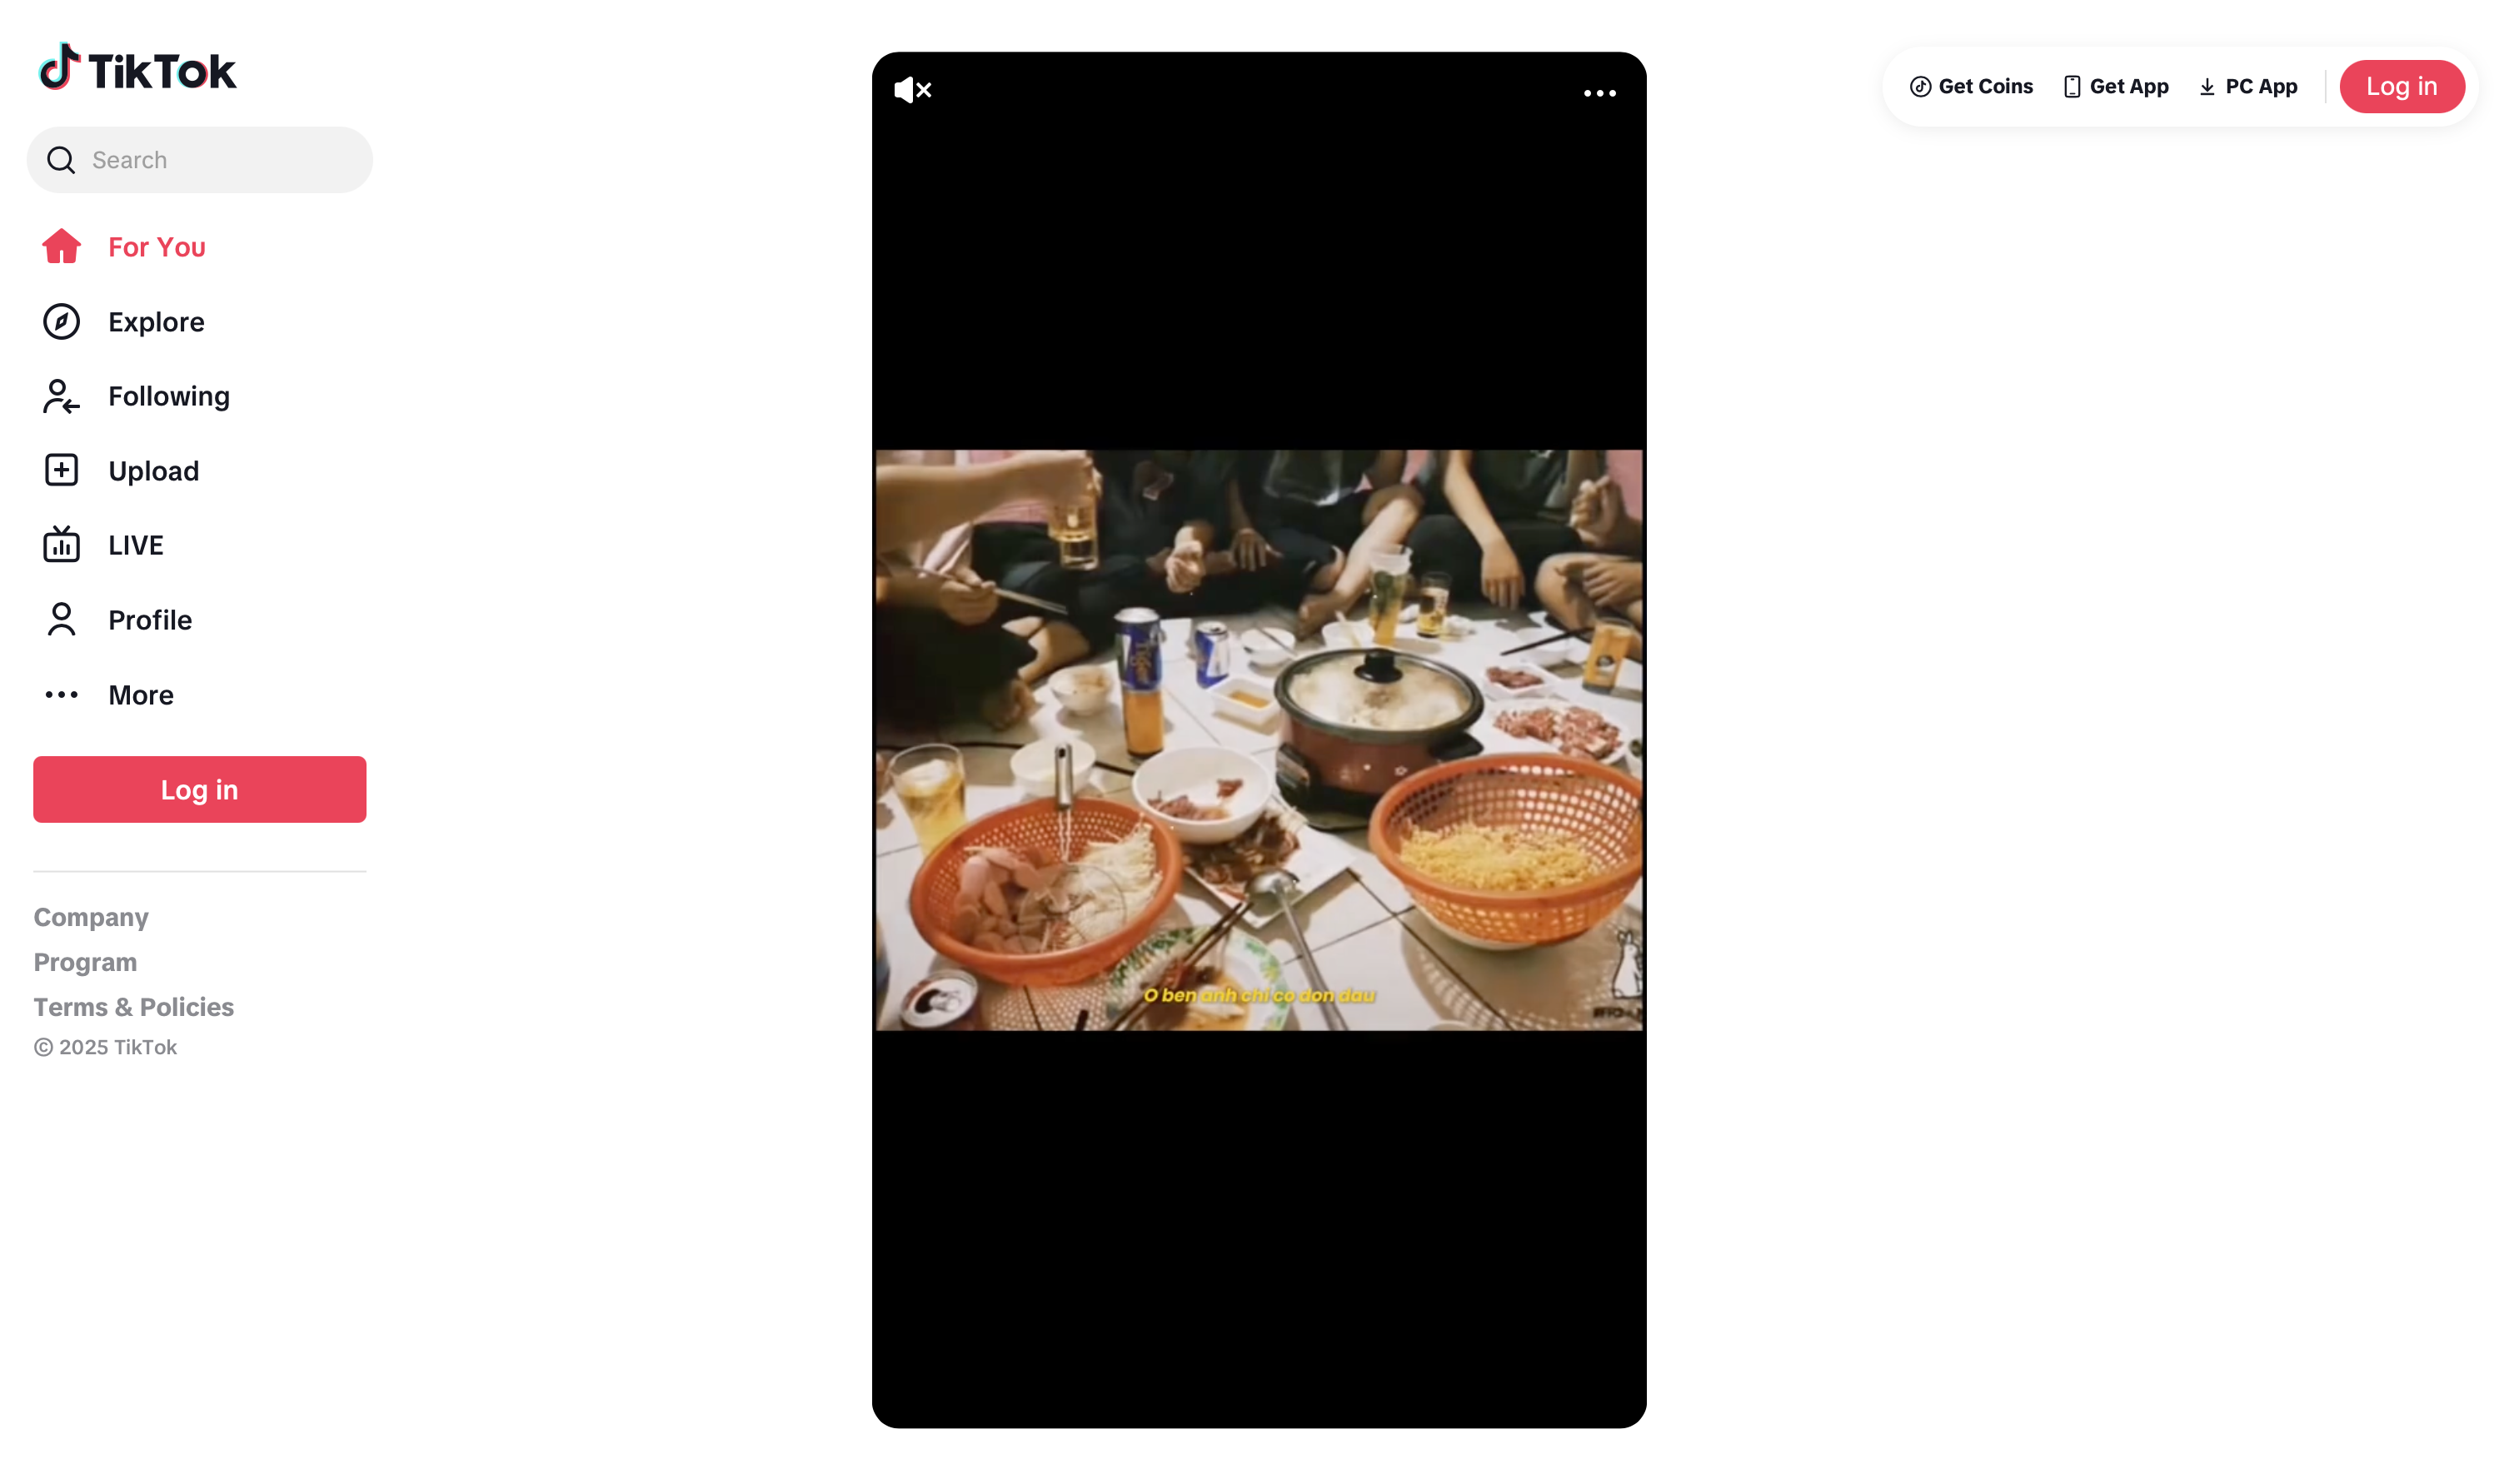 TikTok
Search
For You
Explore
Following
Upload
LIVE
Profile
More
Log in
Company
Program
Terms & Policies
© 2025 TikTok
Tiger
O ben anh chi co don dau
Get Coins
Get App
PC App
Log in